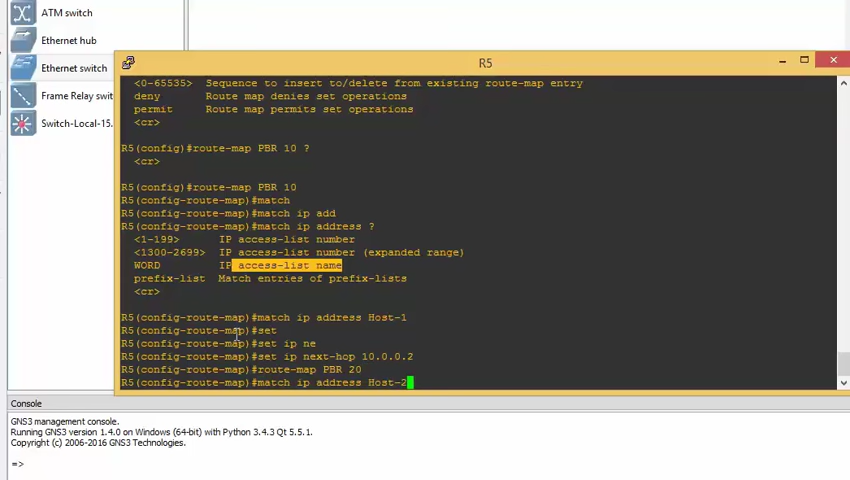 ATM switch
Ethernet hub
Ethernet switch
Frame Relay swit
Switch-Local-15.
R5
<0-65535>  Sequence to insert to/delete from existing route-map entry
deny       Route map denies set operations
permit     Route map permits set operations
<cr>
R5(config)#route-map PBR 10 ?
<cr>
R5(config)#route-map PBR 10
R5(config-route-map)#match
R5(config-route-map)#match ip add
R5(config-route-map)#match ip address ?
<1-199>      IP access-list number
<1300-2699>  IP access-list number (expanded range)
WORD         IP access-list name
prefix-list  Match entries of prefix-lists
<cr>
R5(config-route-map)#match ip address Host-1
R5(config-route-map)#set
R5(config-route-map)#set ip ne
R5(config-route-map)#set ip next-hop 10.0.0.2
R5(config-route-map)#route-map PBR 20
R5(config-route-map)#match ip address Host-2
Console
GNS3 management console.
Running GNS3 version 1.4.0 on Windows (64-bit) with Python 3.4.3 Qt 5.5.1.
Copyright (c) 2006-2016 GNS3 Technologies.
=>